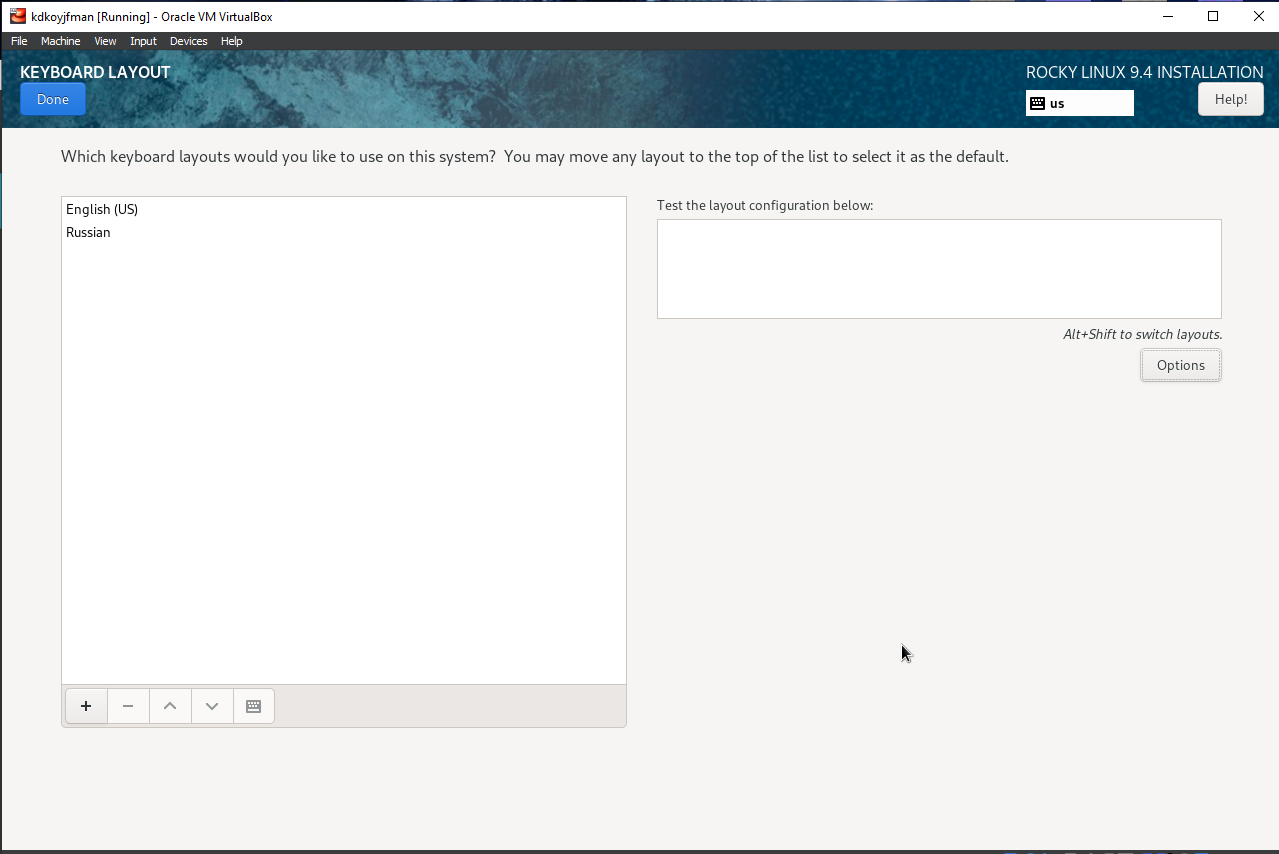 kdkoyjfman [Running] - Oracle VM VirtualBox
File Machine View Input Devices Help
KEYBOARD LAYOUT
ROCKY LINUX 9.4 INSTALLATION
Done
us
Help!
Which keyboard layouts would you like to use on this system? You may move any layout to the top of the list to select it as the default.
English (US)
Russian
Test the layout configuration below:
Alt+Shift to switch layouts.
Options